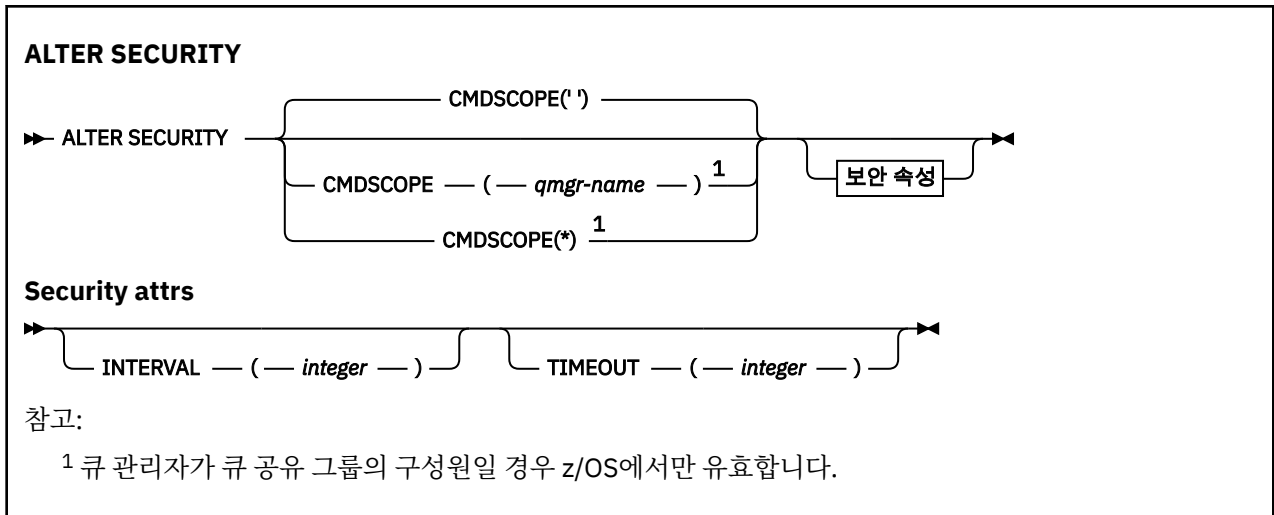 ALTER SECURITY
CMDSCOPE(' ')
ALTER SECURITY
CMDSCOPE ( qmgr-name ) 1
보안 속성
CMDSCOPE(*) 1
Security attrs
INTERVAL ( integer ) TIMEOUT ( integer )
참고:
1 큐 관리자가 큐 공유 그룹의 구성원일 경우 z/OS에서만 유효합니다.